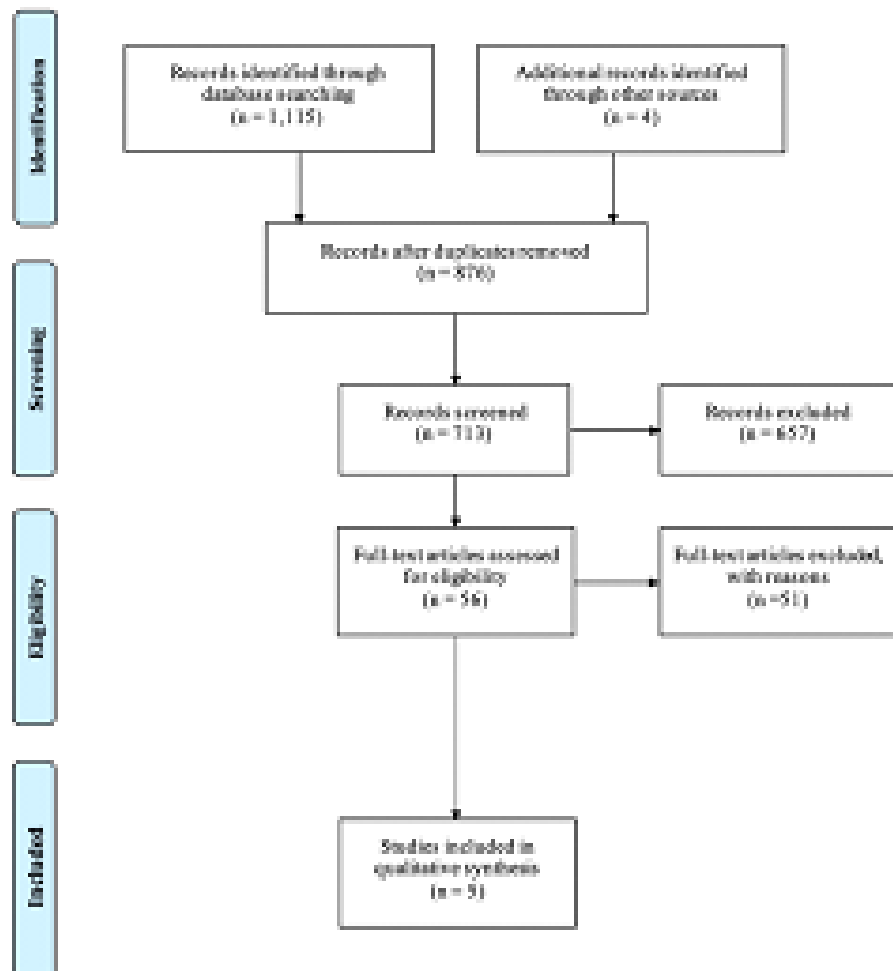 Identification
Records identified through
database searching
(n = 1,115)
Additional records identified
through other sources
(n = 4)
Records after duplicates removed
(n = 876)
Screening
Records screened
(n = 713)
Records excluded
(n = 657)
Eligibility
Full-text articles assessed
for eligibility
(n = 56)
Full-text articles excluded,
with reasons
(n =51)
Included
Studies included in
qualitative synthesis
(n = 5)